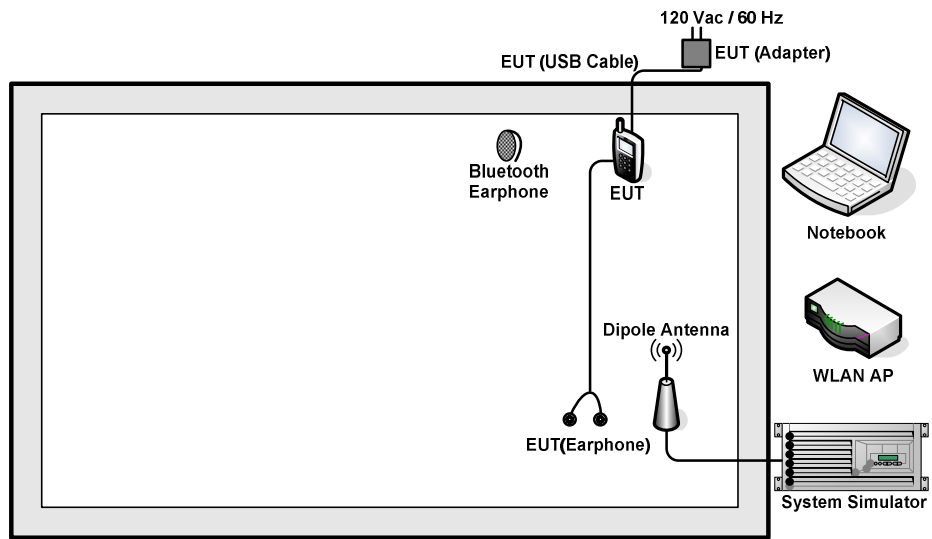 120 Vac / 60 Hz
EUT (Adapter)
EUT (USB Cable)
Bluetooth
Earphone
EUT
Notebook
Dipole Antenna
WLAN AP
EUT(Earphone)
System Simulator